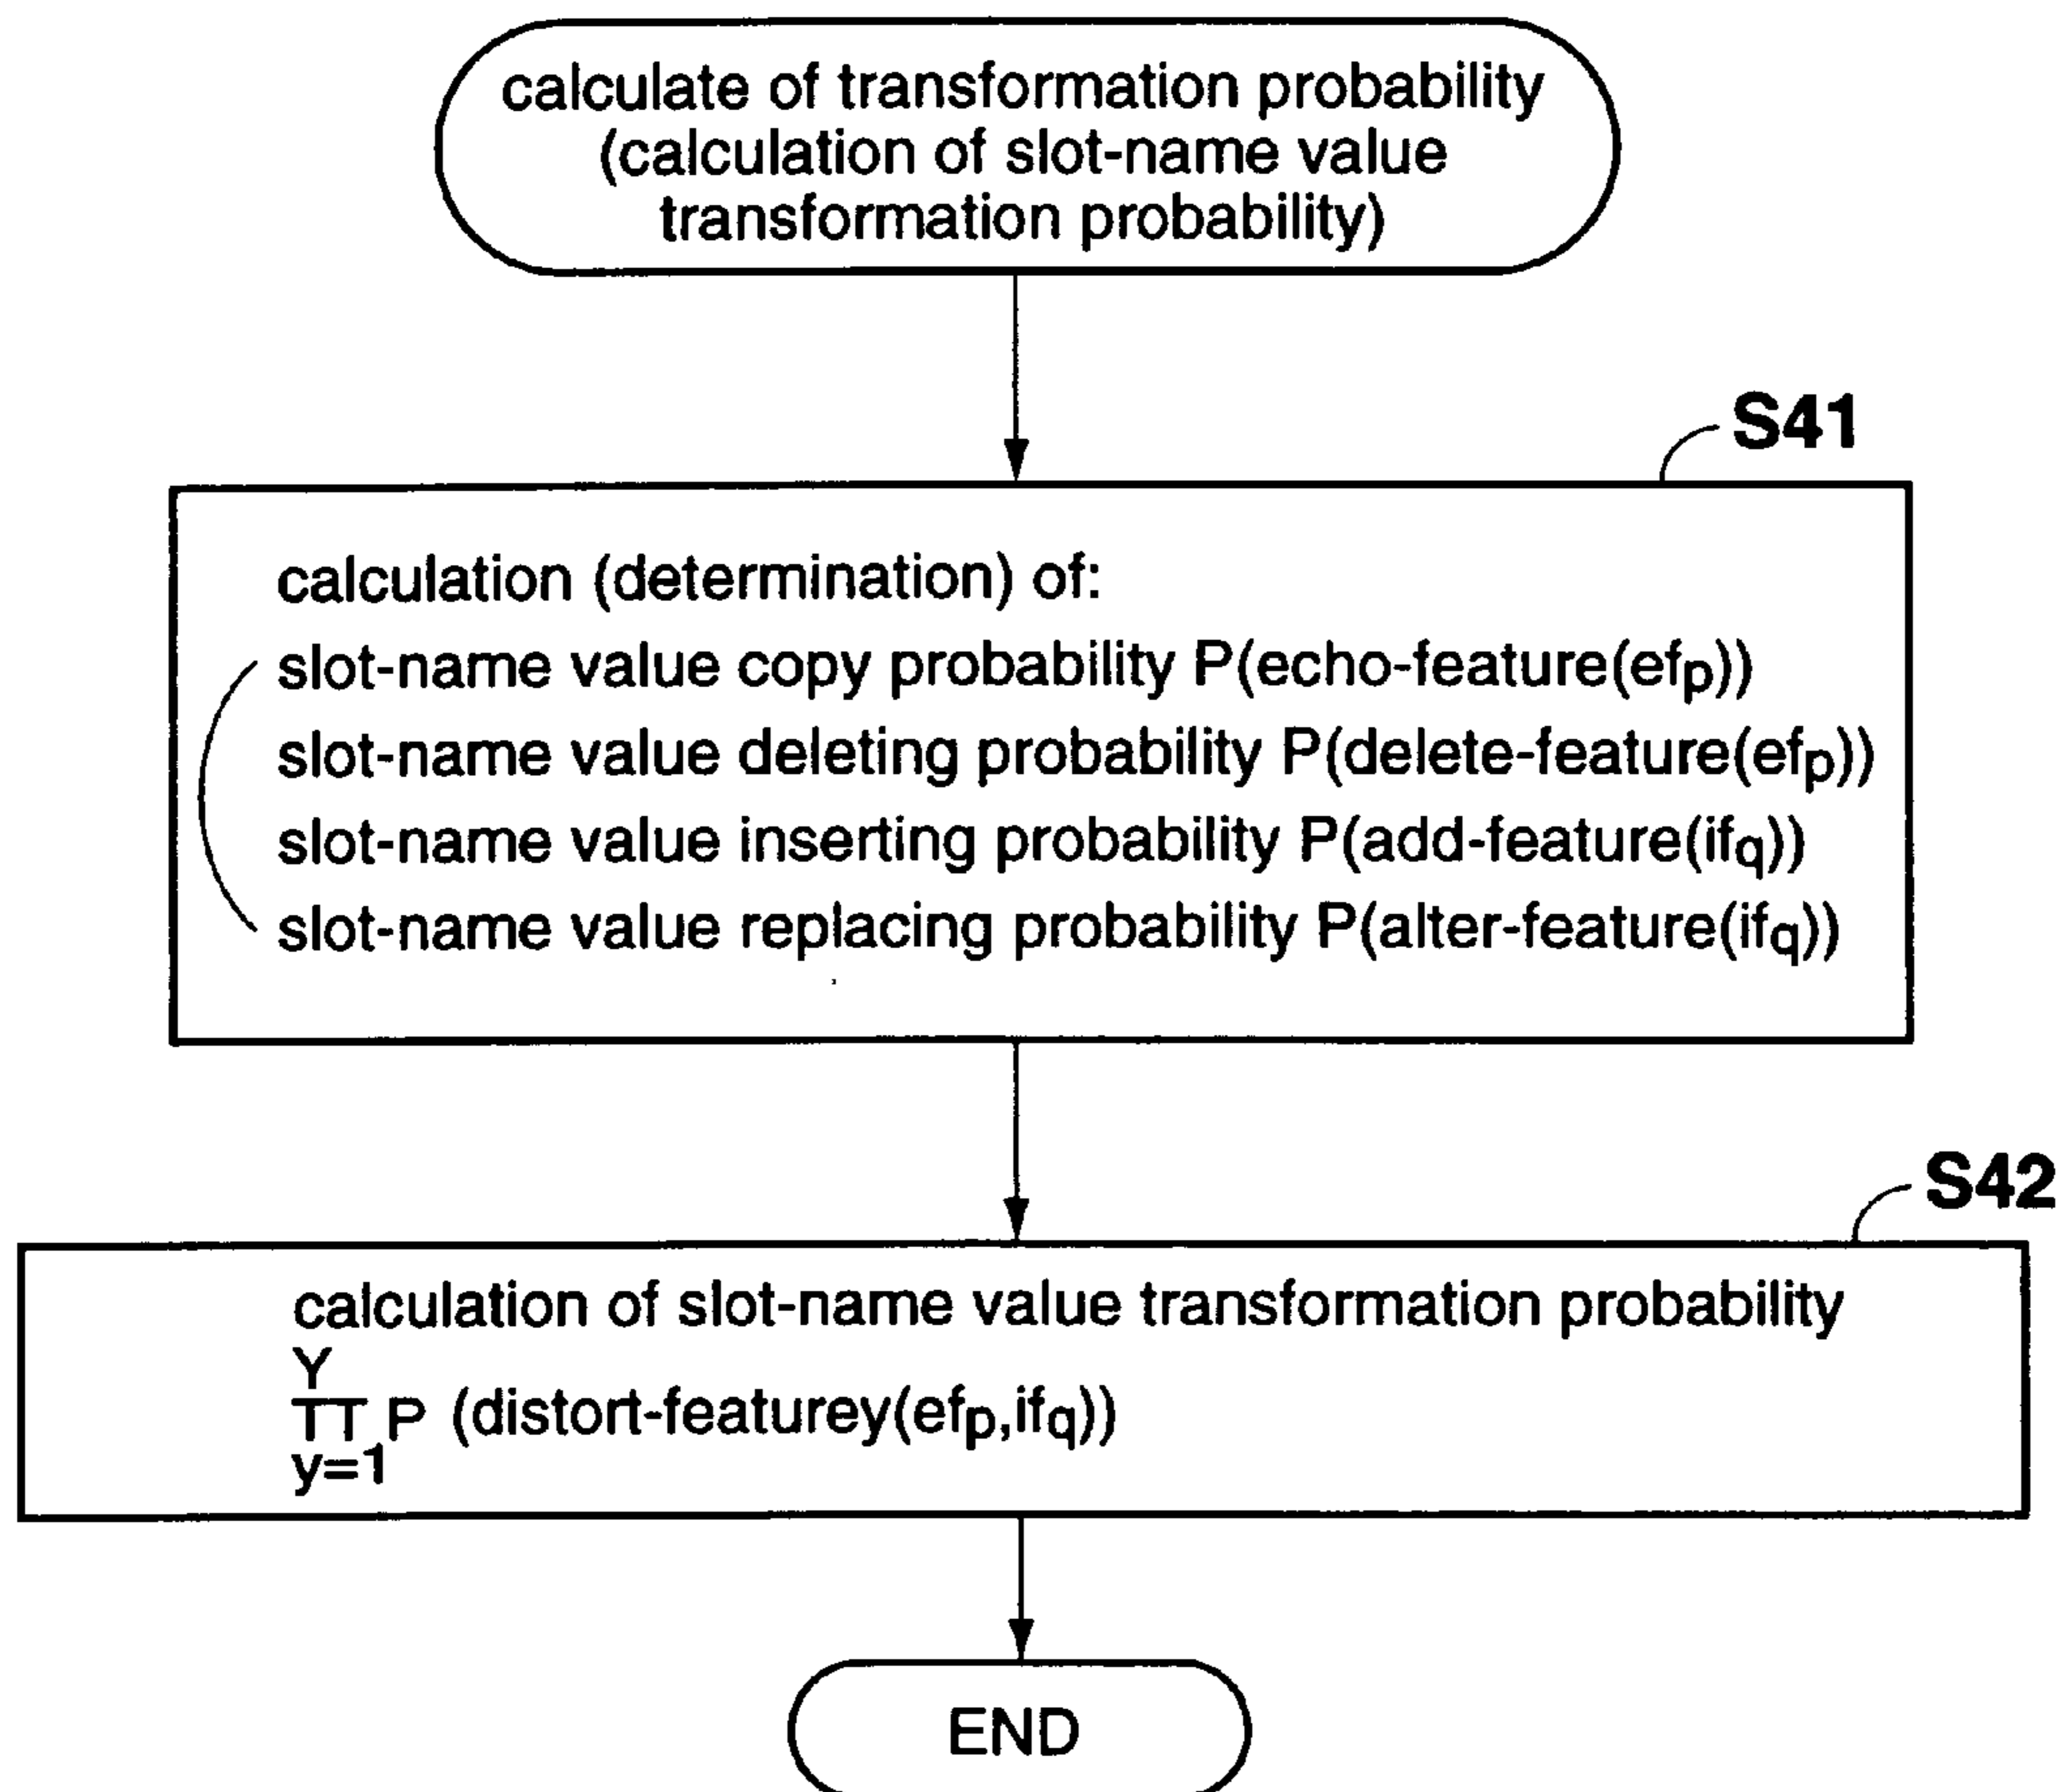 calculate of transformation probability
(calculation of slot-name value
transformation probability)
S41
calculation (determination) of:
slot-name value copy probability P(echo-feature(efp))
slot-name value deleting probability P(delete-feature(efp))
slot-name value inserting probability P(add-feature(ifq))
slot-name value replacing probability P(alter-feature(ifq))
S42
calculation of slot-name value transformation probability
Y
TT P (distort-featurey(efp,ifq))
y=1
END